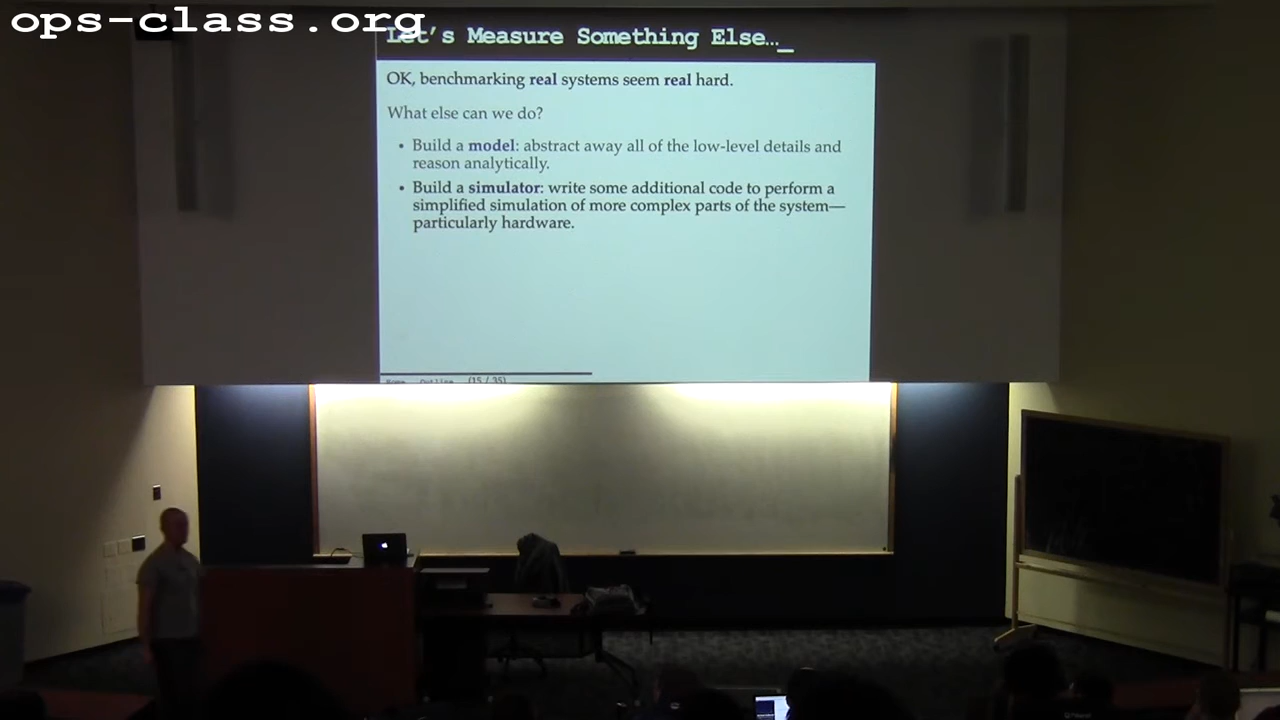 ops-class.org
Let's Measure Something Else…_
OK, benchmarking real systems seem real hard.
What else can we do?
• Build a model: abstract away all of the low-level details and
reason analytically.
• Build a simulator: write some additional code to perform a
simplified simulation of more complex parts of the system—
particularly hardware.
(15 / 35)